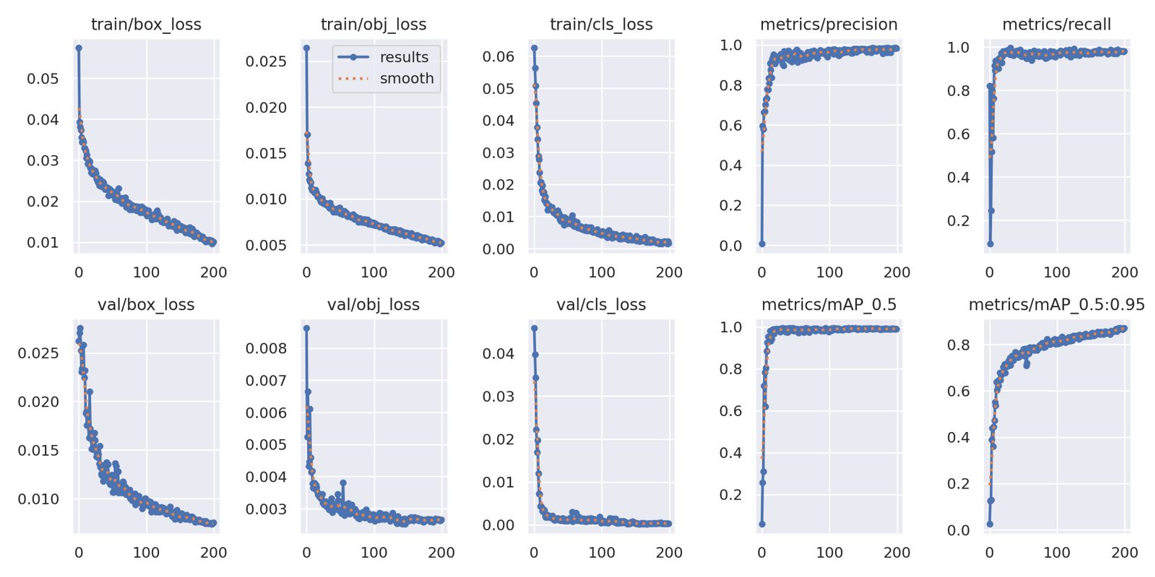 train/box_loss
train/obj_loss
train/cls_loss
metrics/precision
metrics/recall
0.05
0.04
0.03
0.02
0.01
0 100 200
0.025
0.020
0.015
0.010
0.005
results
smooth
0 100 200
0.06
0.05
0.04
0.03
0.02
0.01
0.00
0 100 200
1.0
0.8
0.6
0.4
0.2
0.0
0 100 200
1.0
0.8
0.6
0.4
0.2
0 100 200
val/box_loss
val/obj_loss
val/cls_loss
metrics/mAP_0.5
metrics/mAP_0.5:0.95
0.025
0.020
0.015
0.010
0 100 200
0.008
0.007
0.006
0.005
0.004
0.003
0 100 200
0.04
0.03
0.02
0.01
0.00
0 100 200
1.0
0.8
0.6
0.4
0.2
0 100 200
0.8
0.6
0.4
0.2
0.0
0 100 200